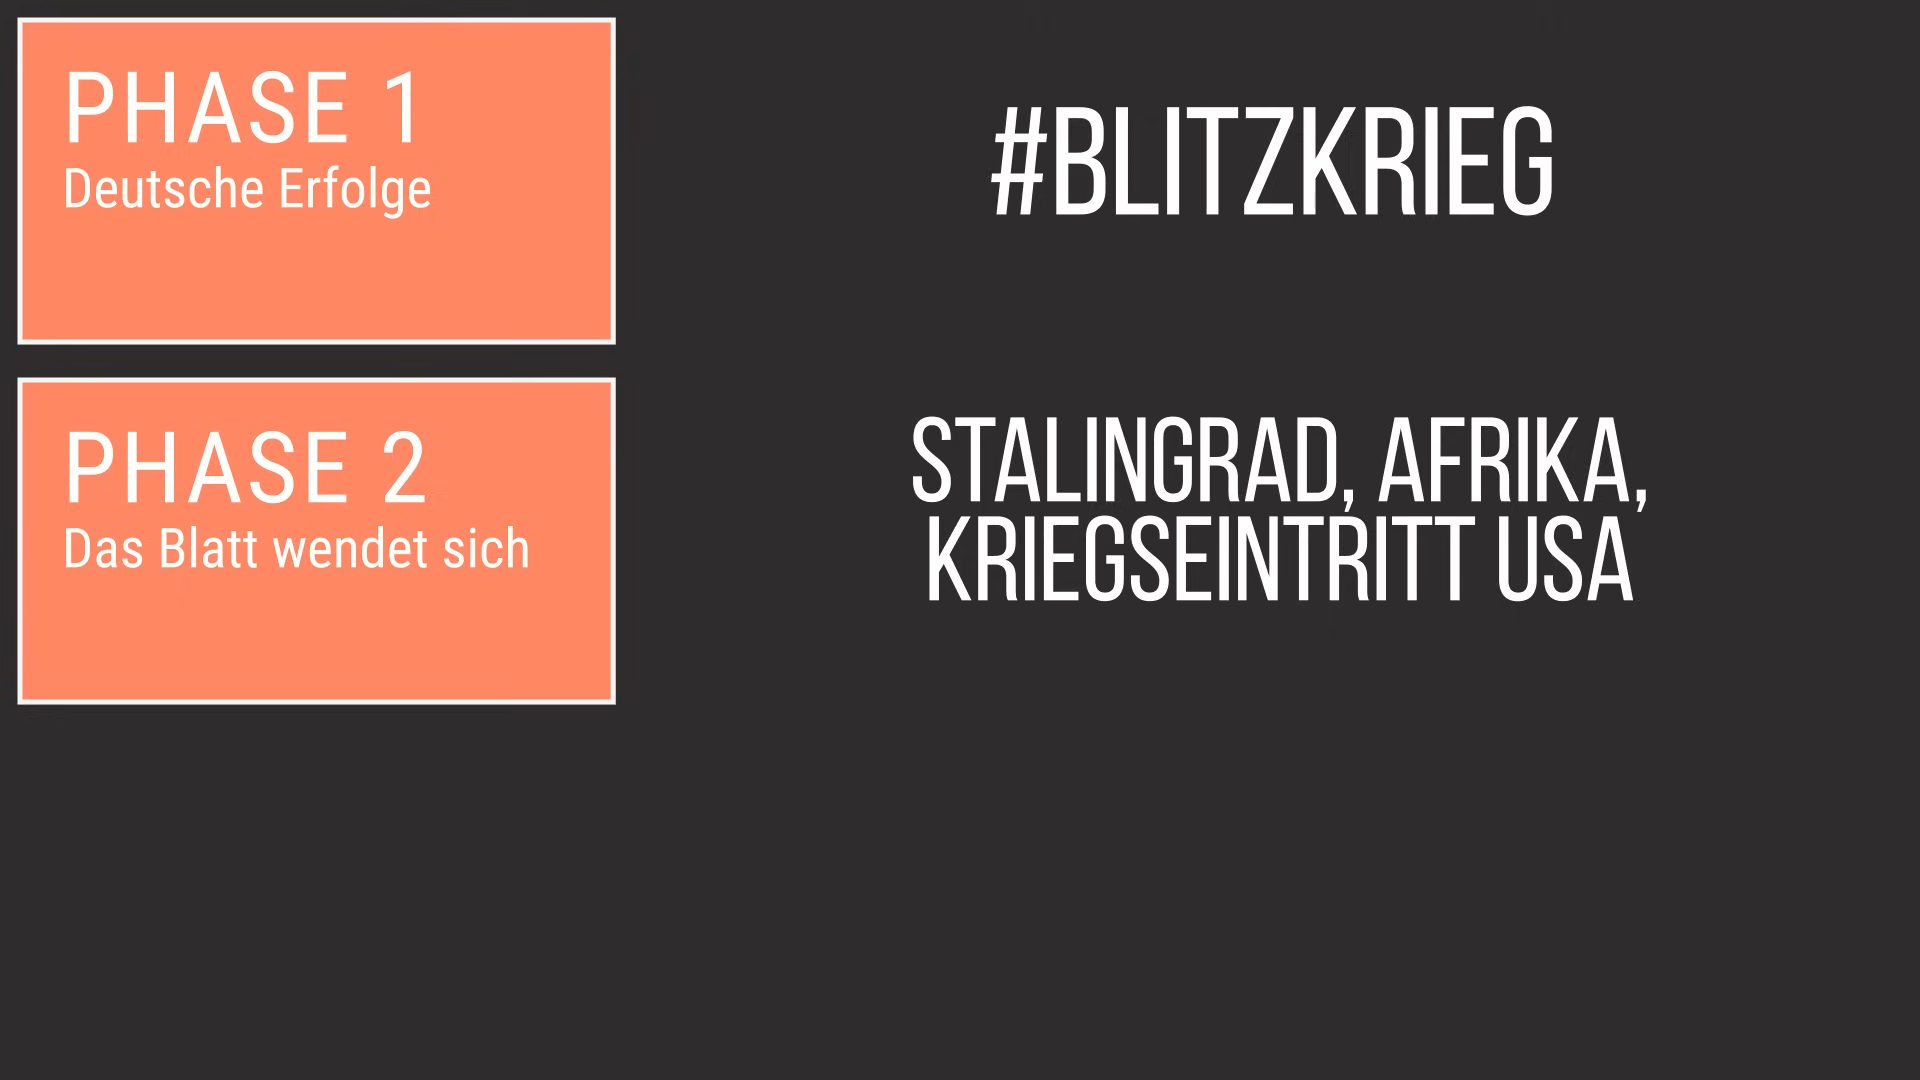 PHASE 1
Deutsche Erfolge
#BLITZKRIEG
PHASE 2
Das Blatt wendet sich
STALINGRAD, AFRIKA,
KRIEGSEINTRITT USA